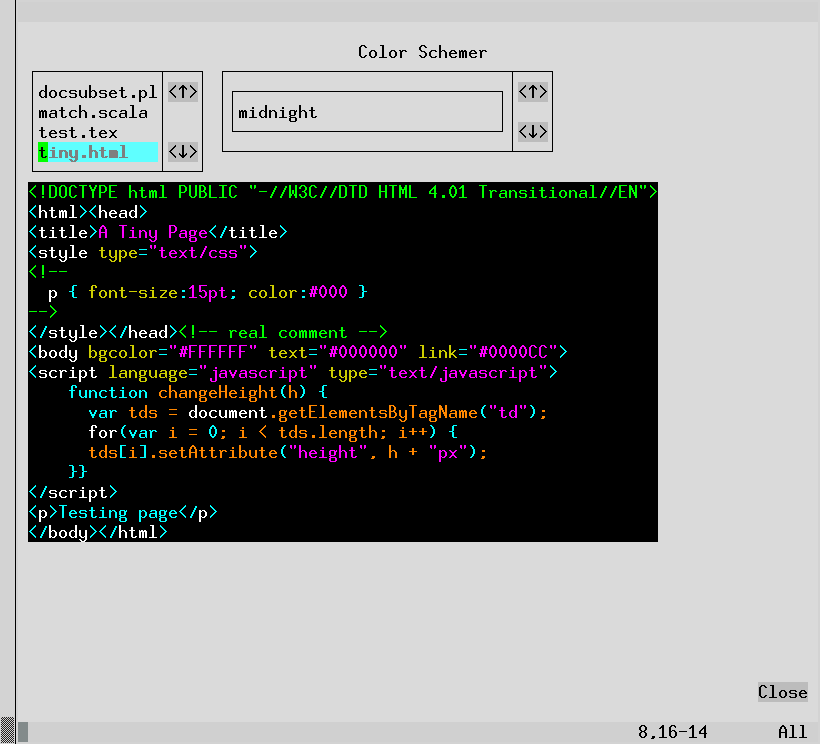 Color Schemer
docsubset.pl <↑>
match.scala
test.tex
tiny.html <↓>
midnight
<↑>
<↓>
<!DOCTYPE html PUBLIC "-//W3C//DTD HTML 4.01 Transitional//EN">
<html><head>
<title>A Tiny Page</title>
<style type="text/css">
<!--
  p { font-size:15pt; color:#000 }
-->
</style></head><!-- real comment -->
<body bgcolor="#FFFFFF" text="#000000" link="#0000CC">
<script language="javascript" type="text/javascript">
    function changeHeight(h) {
      var tds = document.getElementsByTagName("td");
      for(var i = 0; i < tds.length; i++) {
      tds[i].setAttribute("height", h + "px");
    }}
</script>
<p>Testing page</p>
</body></html>
Close
8,16-14 All